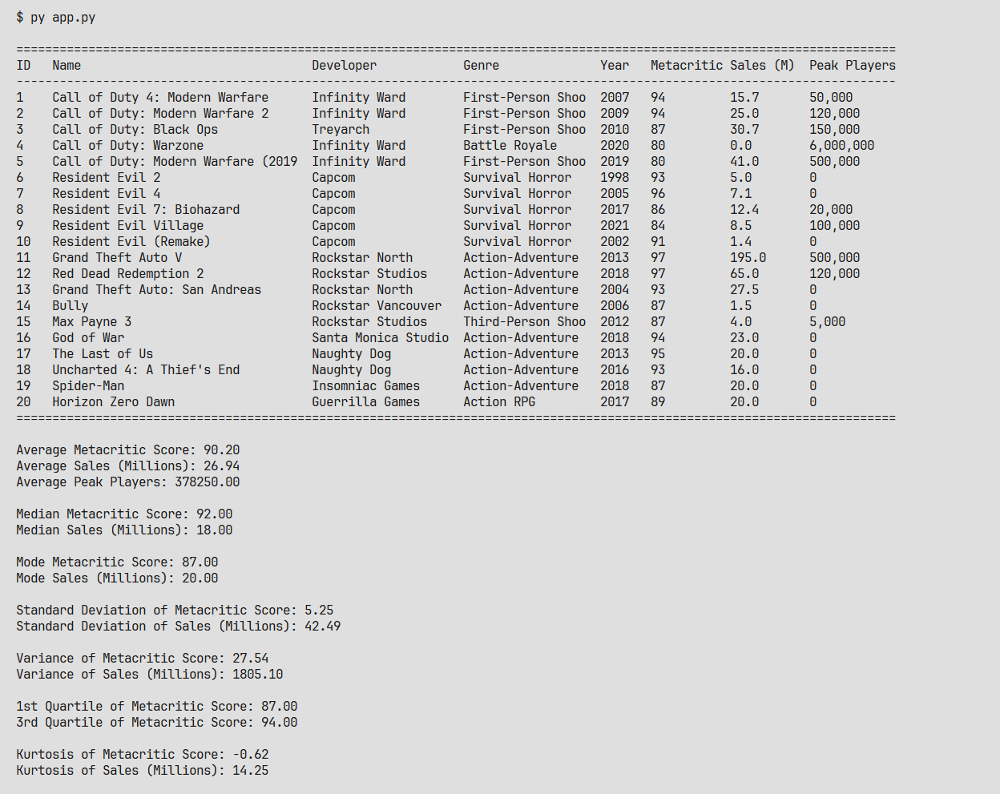 $ py app.py
==========================================================================================================================
ID   Name                                Developer            Genre              Year   Metacritic Sales (M)  Peak Players
--------------------------------------------------------------------------------------------------------------------------
1    Call of Duty 4: Modern Warfare      Infinity Ward        First-Person Shoo  2007   94         15.7       50,000
2    Call of Duty: Modern Warfare 2      Infinity Ward        First-Person Shoo  2009   94         25.0       120,000
3    Call of Duty: Black Ops             Treyarch             First-Person Shoo  2010   87         30.7       150,000
4    Call of Duty: Warzone               Infinity Ward        Battle Royale      2020   80         0.0        6,000,000
5    Call of Duty: Modern Warfare (2019  Infinity Ward        First-Person Shoo  2019   80         41.0       500,000
6    Resident Evil 2                     Capcom               Survival Horror    1998   93         5.0        0
7    Resident Evil 4                     Capcom               Survival Horror    2005   96         7.1        0
8    Resident Evil 7: Biohazard          Capcom               Survival Horror    2017   86         12.4       20,000
9    Resident Evil Village               Capcom               Survival Horror    2021   84         8.5        100,000
10   Resident Evil (Remake)              Capcom               Survival Horror    2002   91         1.4        0
11   Grand Theft Auto V                  Rockstar North       Action-Adventure   2013   97         195.0      500,000
12   Red Dead Redemption 2               Rockstar Studios     Action-Adventure   2018   97         65.0       120,000
13   Grand Theft Auto: San Andreas       Rockstar North       Action-Adventure   2004   93         27.5       0
14   Bully                               Rockstar Vancouver   Action-Adventure   2006   87         1.5        0
15   Max Payne 3                         Rockstar Studios     Third-Person Shoo  2012   87         4.0        5,000
16   God of War                          Santa Monica Studio  Action-Adventure   2018   94         23.0       0
17   The Last of Us                      Naughty Dog          Action-Adventure   2013   95         20.0       0
18   Uncharted 4: A Thief's End          Naughty Dog          Action-Adventure   2016   93         16.0       0
19   Spider-Man                          Insomniac Games      Action-Adventure   2018   87         20.0       0
20   Horizon Zero Dawn                   Guerrilla Games      Action RPG         2017   89         20.0       0
==========================================================================================================================
Average Metacritic Score: 90.20
Average Sales (Millions): 26.94
Average Peak Players: 378250.00
Median Metacritic Score: 92.00
Median Sales (Millions): 18.00
Mode Metacritic Score: 87.00
Mode Sales (Millions): 20.00
Standard Deviation of Metacritic Score: 5.25
Standard Deviation of Sales (Millions): 42.49
Variance of Metacritic Score: 27.54
Variance of Sales (Millions): 1805.10
1st Quartile of Metacritic Score: 87.00
3rd Quartile of Metacritic Score: 94.00
Kurtosis of Metacritic Score: -0.62
Kurtosis of Sales (Millions): 14.25